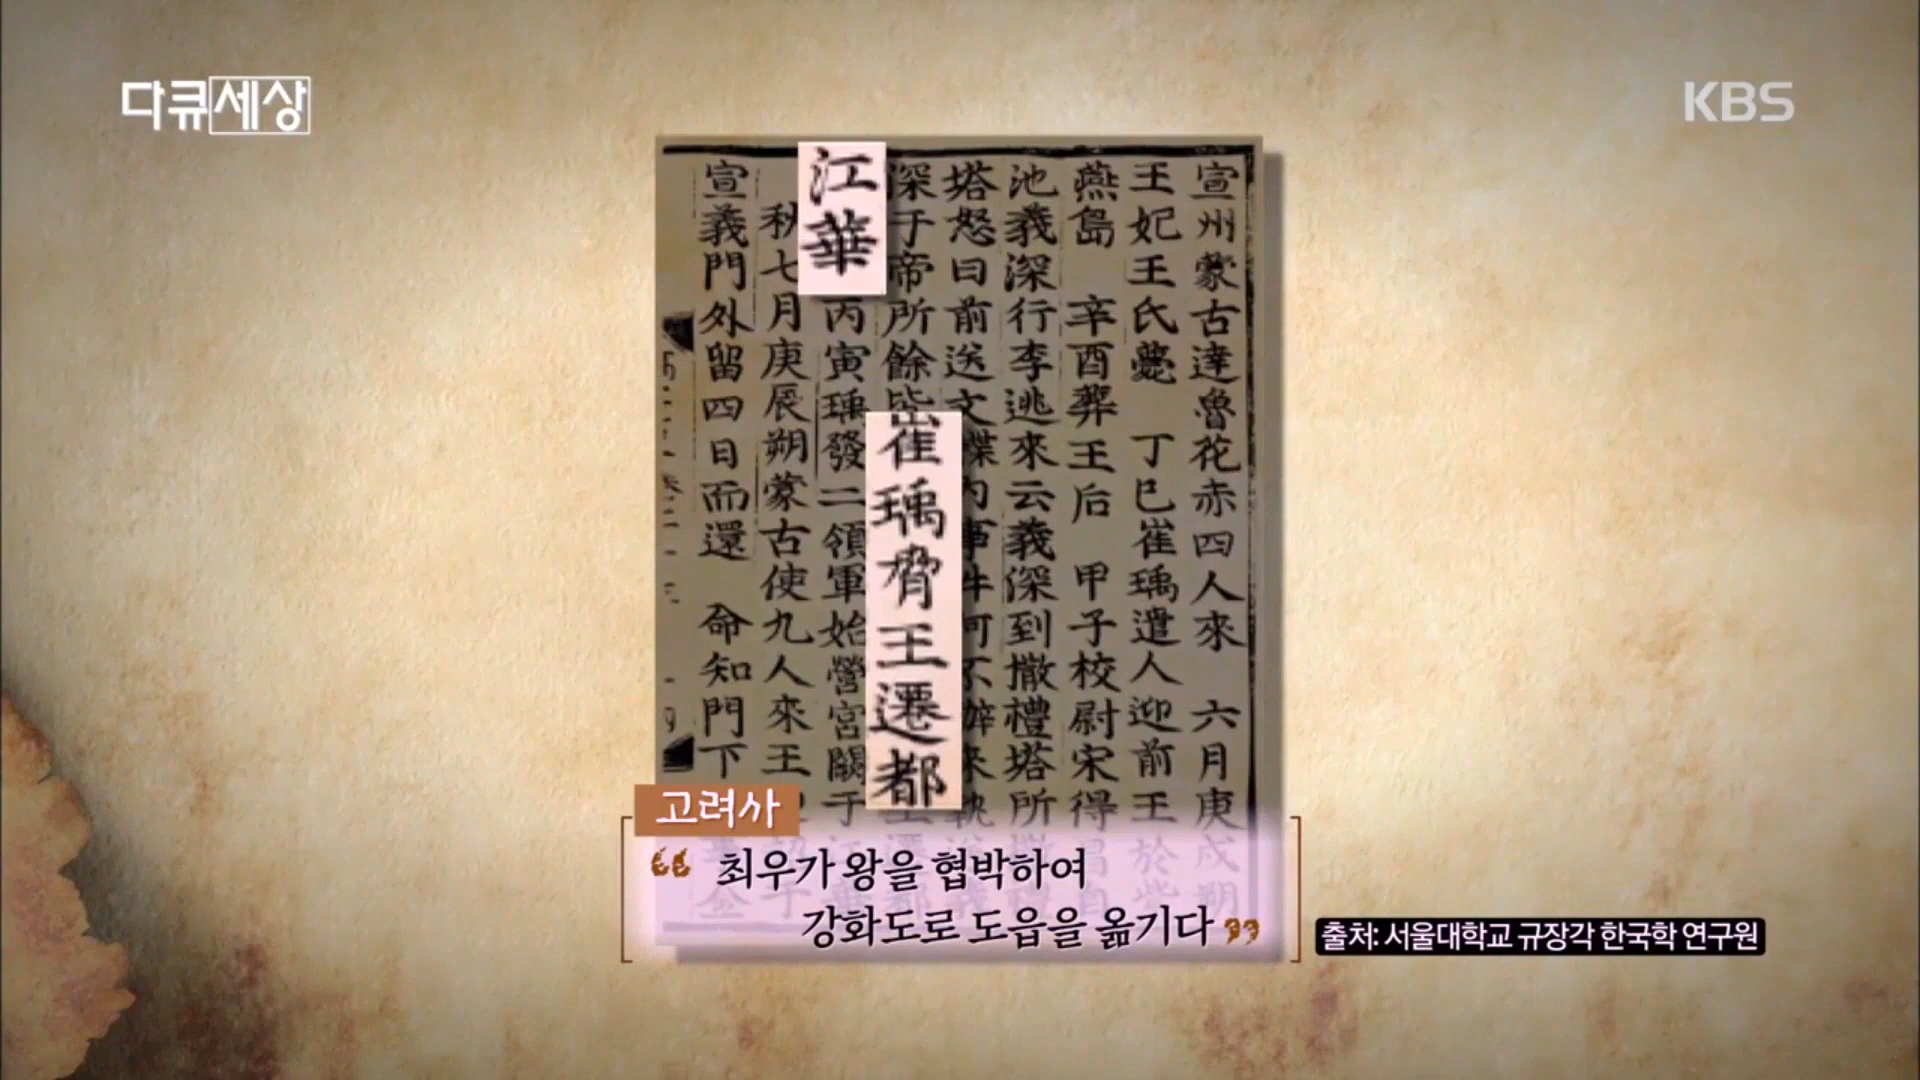 다큐세상
KBS
宣州蒙古達魯花赤四人來 六月庚戌朔
王妃王氏薨 丁巳崔瑀遣人迎前王於紫
燕島 辛酉葬王后 甲子校尉宋得
池義深行李逃來云義深到撒禮塔所
塔怒曰前送文牒內事件何不辦來執
深于帝所餘皆
崔瑀脅王遷都
江華
丙寅瑀發二領軍始營宮闕于
秋七月庚辰朔蒙古使九人來王
宣義門外留四日而還 命知門下
고려사
“ 최우가 왕을 협박하여
강화도로 도읍을 옮기다 ”
출처: 서울대학교 규장각 한국학 연구원